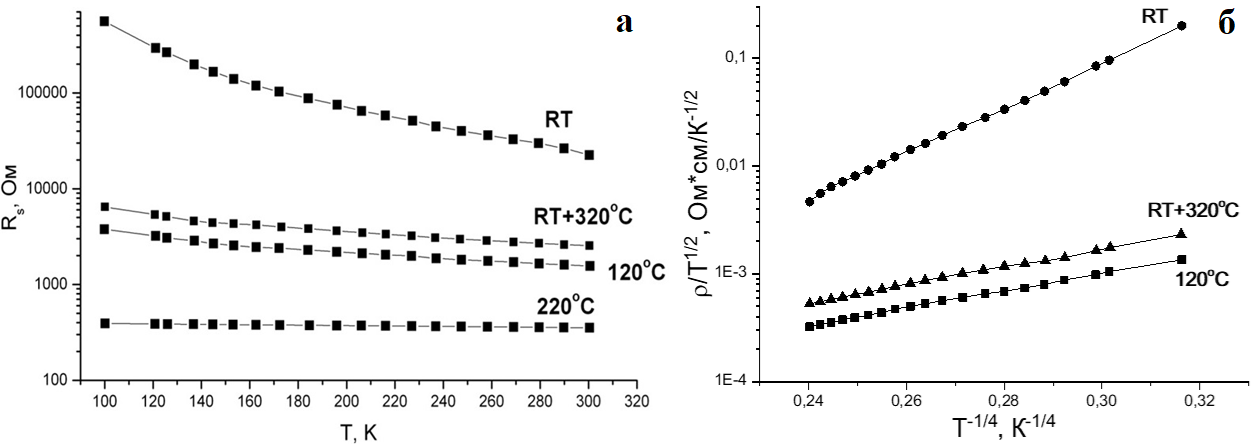 а
100000
10000
1000
100
Rs, Ом
RT
RT+320°C
120°C
220°C
100 120 140 160 180 200 220 240 260 280 300 320
T, K
б
0,1
0,01
1E-3
1E-4
ρ/T^1/2, Ом*см/К^-1/2
RT
RT+320°C
120°C
0,24 0,26 0,28 0,30 0,32
T^-1/4, K^-1/4